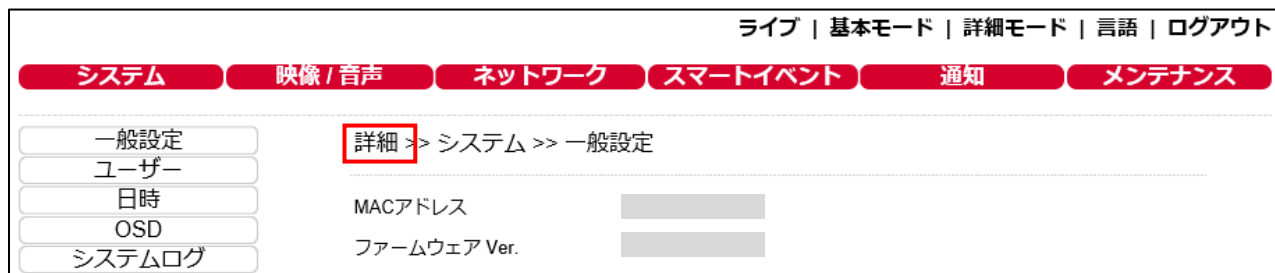 ライブ | 基本モード | 詳細モード | 言語 | ログアウト
システム 映像 / 音声 ネットワーク スマートイベント 通知 メンテナンス
一般設定
ユーザー
日時
OSD
システムログ
詳細 >> システム >> 一般設定
MACアドレス
ファームウェア Ver.